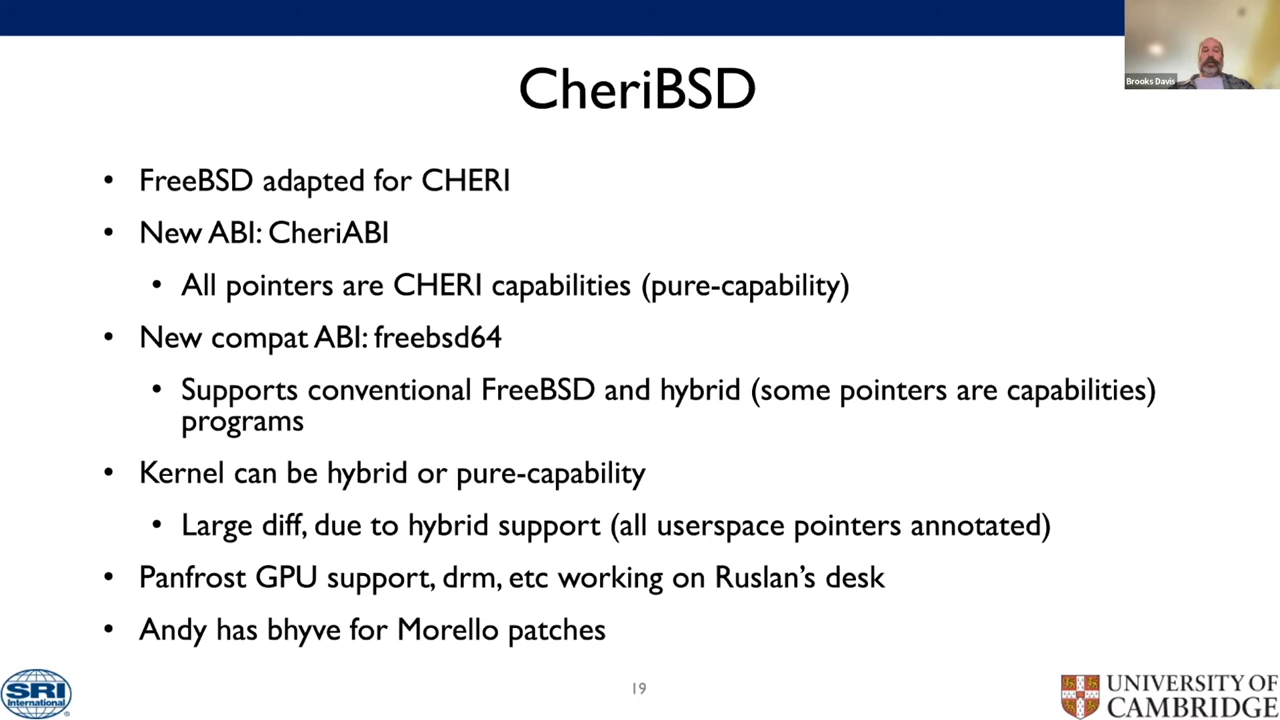 Brooks Davis
CheriBSD
• FreeBSD adapted for CHERI
• New ABI: CheriABI
• All pointers are CHERI capabilities (pure-capability)
• New compat ABI: freebsd64
• Supports conventional FreeBSD and hybrid (some pointers are capabilities)
programs
• Kernel can be hybrid or pure-capability
• Large diff, due to hybrid support (all userspace pointers annotated)
• Panfrost GPU support, drm, etc working on Ruslan's desk
• Andy has bhyve for Morello patches
SRI
International
19
UNIVERSITY OF
CAMBRIDGE